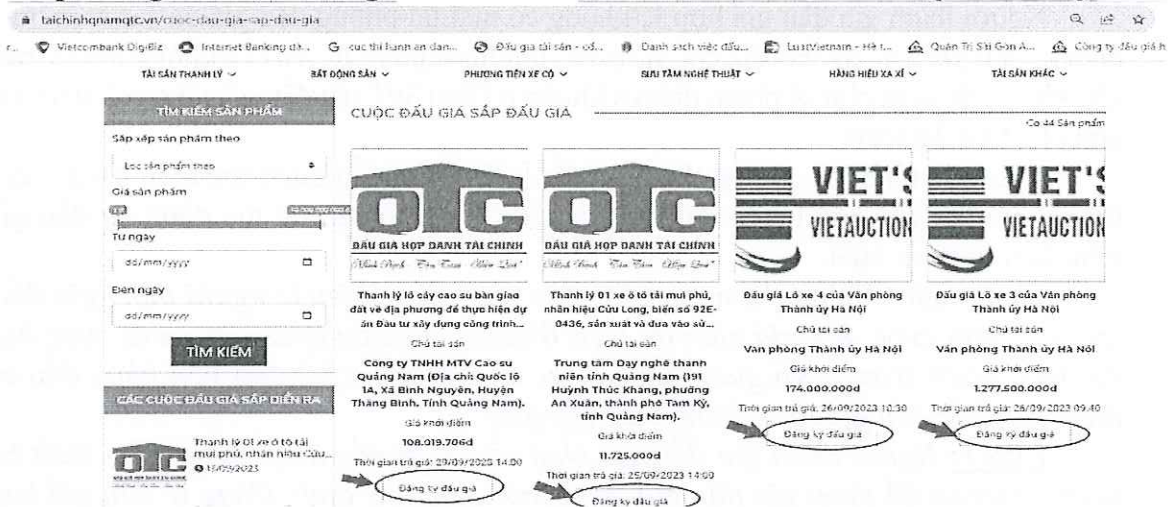 taichinhqnamqtc.vn/cuoc-dau-gia-sap-dau-gia
Vietcombank DigiBiz
Internet Banking dà...
cuc thi hanh an dan...
Đấu giá tài sản - cổ...
Danh sách việc đấu...
LuatVietnam - Hệ t...
Quản Trị Sài Gòn A...
Công ty đấu giá h
TÀI SẢN THANH LÝ
BẤT ĐỘNG SẢN
PHƯƠNG TIỆN XE CỘ
SƯU TẦM NGHỆ THUẬT
HÀNG HIỆU XA XỈ
TÀI SẢN KHÁC
TÌM KIẾM SẢN PHẨM
Sắp xếp sản phẩm theo
Lọc sản phẩm theo
Giá sản phẩm
Từ ngày
dd/mm/yyyy
Đến ngày
dd/mm/yyyy
TÌM KIẾM
CÁC CUỘC ĐẤU GIÁ SẮP DIỄN RA
QTC
Thanh lý 01 xe ô tô tải
mui phủ, nhãn hiệu Cửu...
15/09/2023
CUỘC ĐẤU GIÁ SẮP ĐẤU GIÁ
Có 44 Sản phẩm
QTC
ĐẤU GIÁ HỢP DANH TÀI CHÍNH
Thanh lý lô cây cao su bàn giao
đất về địa phương để thực hiện dự
án Đầu tư xây dựng công trình...
Chủ tài sản
Công ty TNHH MTV Cao su
Quảng Nam (Địa chỉ: Quốc lộ
1A, Xã Bình Nguyên, Huyện
Thăng Bình, Tỉnh Quảng Nam).
Giá khởi điểm
108.019.706đ
Thời gian trả giá: 29/09/2023 14:00
Đăng ký đấu giá
QTC
ĐẤU GIÁ HỢP DANH TÀI CHÍNH
Thanh lý 01 xe ô tô tải mui phủ,
nhãn hiệu Cửu Long, biển số 92E-
0436, sản xuất và đưa vào sử...
Chủ tài sản
Trung tâm Dạy nghề thanh
niên tỉnh Quảng Nam (191
Huỳnh Thúc Kháng, phường
An Xuân, thành phố Tam Kỳ,
tỉnh Quảng Nam).
Giá khởi điểm
11.725.000đ
Thời gian trả giá: 25/09/2023 14:00
Đăng ký đấu giá
VIET'S
VIETAUCTION
Đấu giá Lô xe 4 của Văn phòng
Thành ủy Hà Nội
Chủ tài sản
Văn phòng Thành ủy Hà Nội
Giá khởi điểm
174.000.000đ
Thời gian trả giá: 26/09/2023 10:30
Đăng ký đấu giá
VIET'S
VIETAUCTION
Đấu giá Lô xe 3 của Văn phòng
Thành ủy Hà Nội
Chủ tài sản
Văn phòng Thành ủy Hà Nội
Giá khởi điểm
1.277.500.000đ
Thời gian trả giá: 26/09/2023 09:40
Đăng ký đấu giá